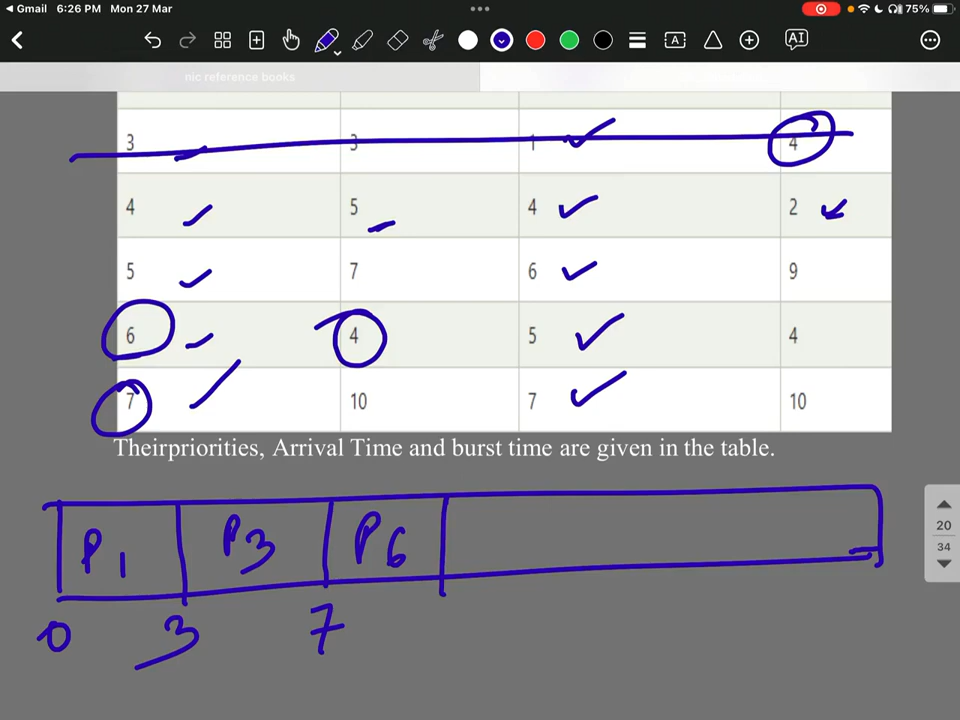 Gmail 6:26 PM Mon 27 Mar 75%
A AI
nic reference books
3 3 1 4
4 5 4 2
5 7 6 9
6 4 5 4
7 10 7 10
Theirpriorities, Arrival Time and burst time are given in the table.
P1 P3 P6
0 3 7
20
34